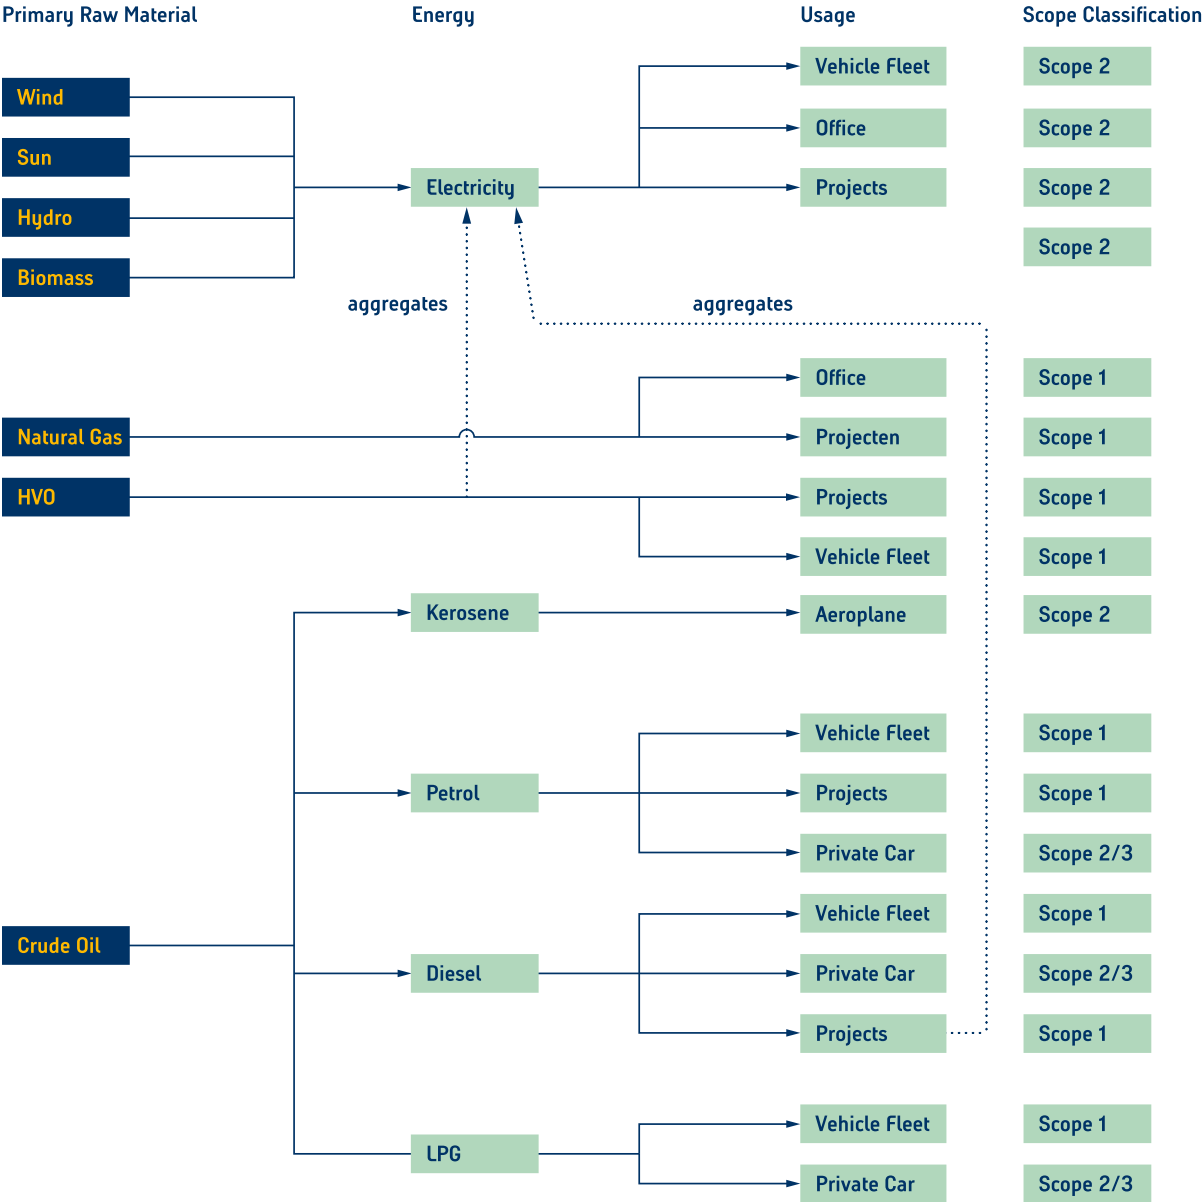 Primary Raw Material Energy Usage Scope Classification
Vehicle Fleet Scope 2
Wind
Office Scope 2
Sun
Electricity Projects Scope 2
Hydro
Scope 2
Biomass
aggregates aggregates
Office Scope 1
Natural Gas Projecten Scope 1
HVO Projects Scope 1
Vehicle Fleet Scope 1
Kerosene Aeroplane Scope 2
Vehicle Fleet Scope 1
Petrol Projects Scope 1
Private Car Scope 2/3
Vehicle Fleet Scope 1
Crude Oil
Diesel Private Car Scope 2/3
Projects Scope 1
Vehicle Fleet Scope 1
LPG
Private Car Scope 2/3